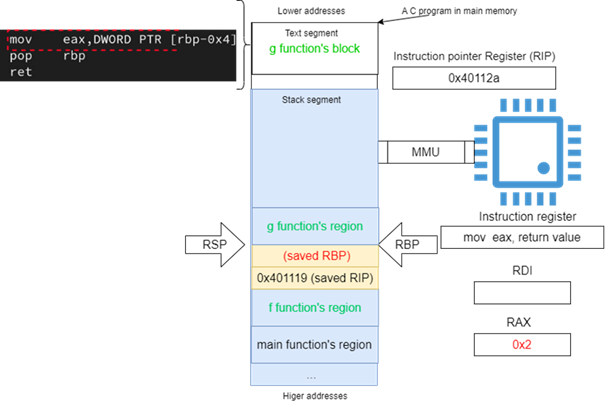 Lower addresses
A C program in main memory
mov eax,DWORD PTR [rbp-0x4]
pop rbp
ret
Text segment
g function's block
Instruction pointer Register (RIP)
0x40112a
Stack segment
MMU
Instruction register
mov eax, return value
g function's region
RSP
RBP
(saved RBP)
0x401119 (saved RIP)
RDI
f function's region
RAX
0x2
main function's region
...
Higer addresses